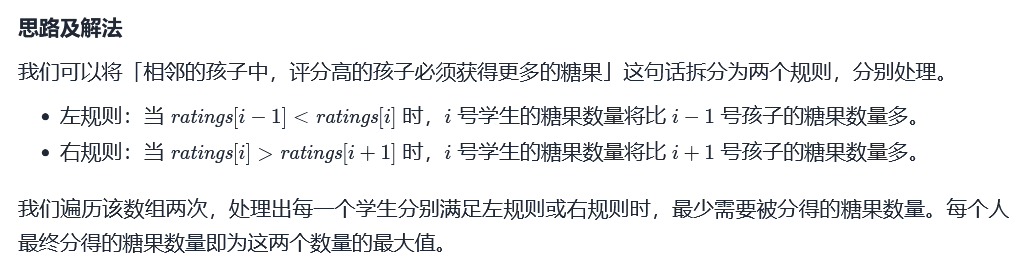 思路及解法
我们可以将「相邻的孩子中，评分高的孩子必须获得更多的糖果」这句话拆分为两个规则，分别处理。
• 左规则：当 ratings[i − 1] < ratings[i] 时，i 号学生的糖果数量将比 i − 1 号孩子的糖果数量多。
• 右规则：当 ratings[i] > ratings[i + 1] 时，i 号学生的糖果数量将比 i + 1 号孩子的糖果数量多。
我们遍历该数组两次，处理出每一个学生分别满足左规则或右规则时，最少需要被分得的糖果数量。每个人
最终分得的糖果数量即为这两个数量的最大值。